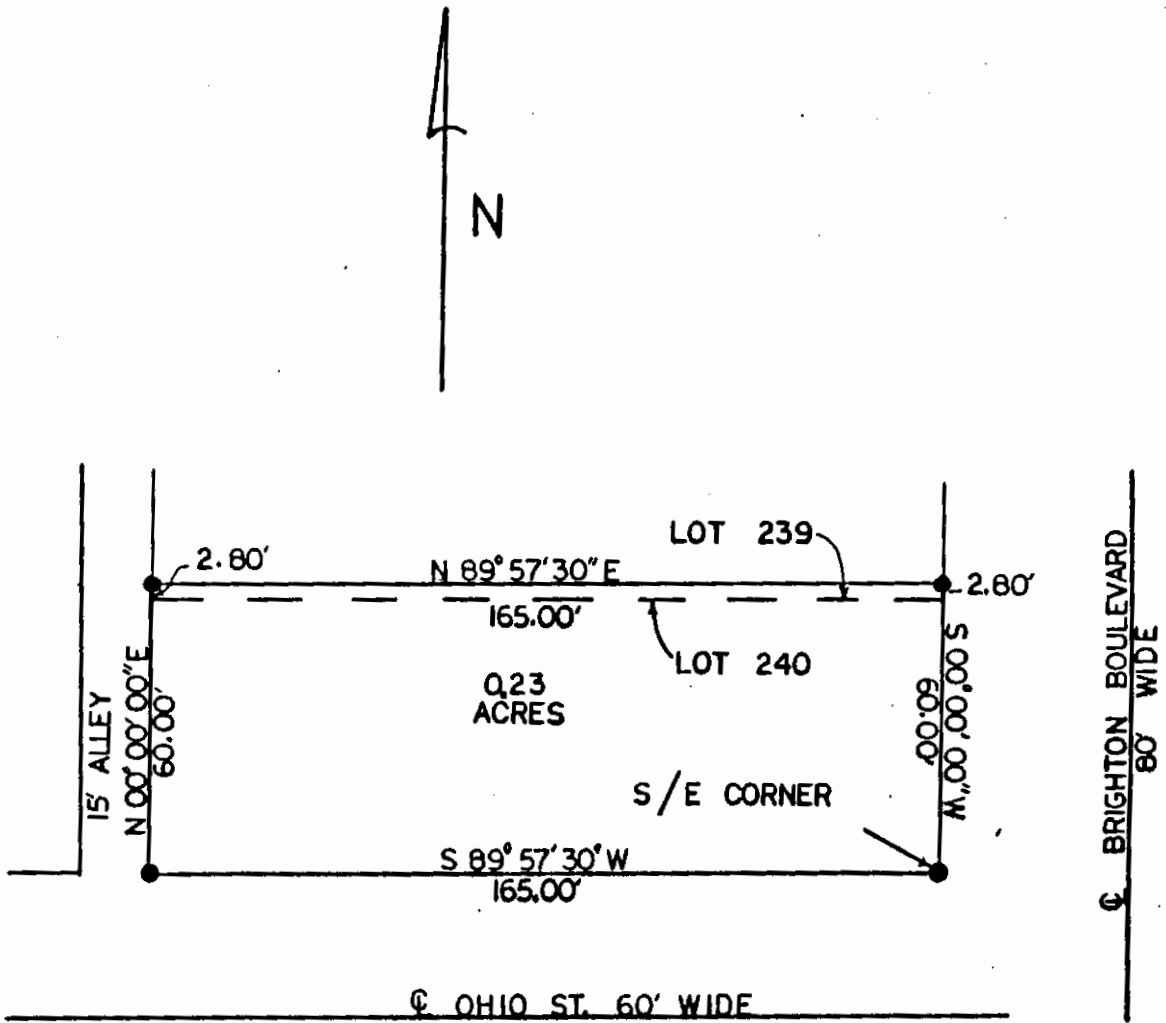 N
LOT 239
2.80'
N 89° 57' 30" E
2.80'
165.00'
LOT 240
0.23
ACRES
15' ALLEY
N 00° 00' 00" E
60.00'
S 00° 00' 00" W
60.00'
S/E CORNER
S 89° 57' 30" W
165.00'
℄ BRIGHTON BOULEVARD
80' WIDE
℄ OHIO ST. 60' WIDE